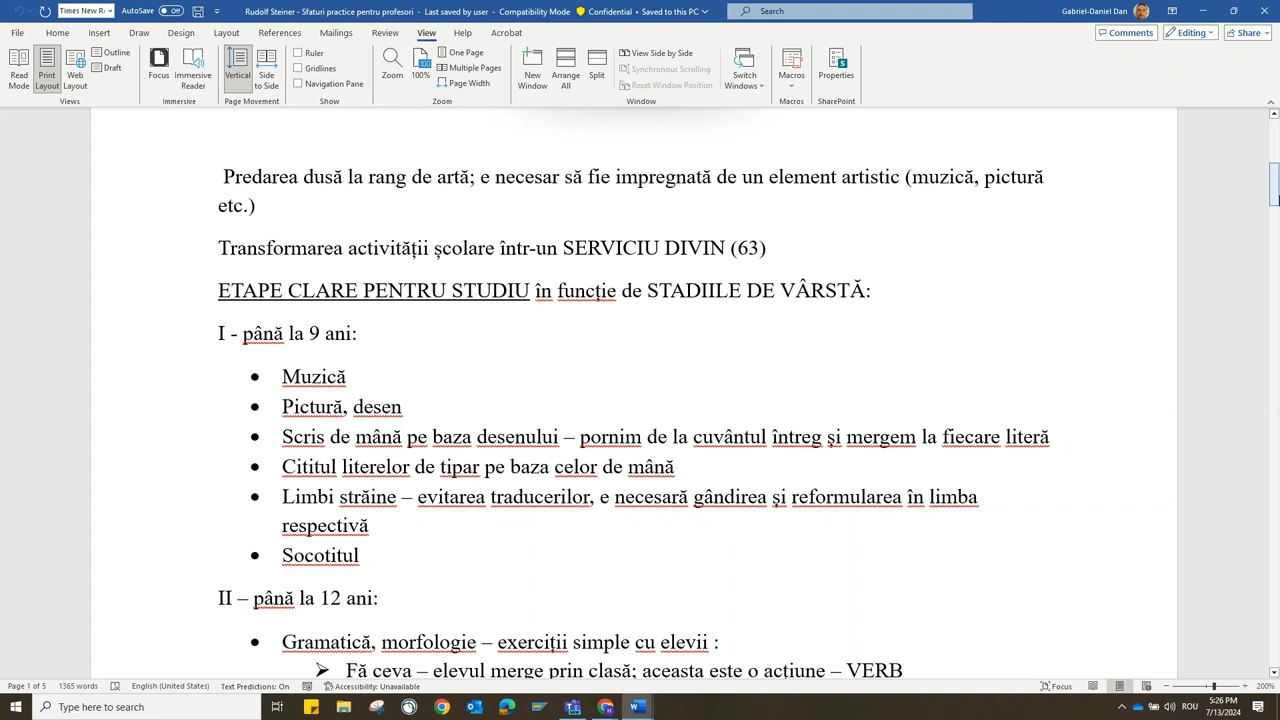 Times New Ro
AutoSave Off
Rudolf Steiner - Sfaturi practice pentru profesori • Last saved by user - Compatibility Mode
Confidential • Saved to this PC
Search
Gabriel-Daniel Dan
File Home Insert Draw Design Layout References Mailings Review View Help Acrobat
Comments Editing Share
Read Mode
Print Layout
Web Layout
Outline
Draft
Views
Focus
Immersive Reader
Immersive
Vertical
Side to Side
Page Movement
Ruler
Gridlines
Navigation Pane
Show
Zoom
100
100%
One Page
Multiple Pages
Page Width
Zoom
New Window
Arrange All
Split
View Side by Side
Synchronous Scrolling
Reset Window Position
Window
Switch Windows
Macros
Macros
Properties
SharePoint
Predarea dusă la rang de artă; e necesar să fie impregnată de un element artistic (muzică, pictură
etc.)
Transformarea activității școlare într-un SERVICIU DIVIN (63)
ETAPE CLARE PENTRU STUDIU în funcție de STADIILE DE VÂRSTĂ:
I - până la 9 ani:
• Muzică
• Pictură, desen
• Scris de mână pe baza desenului – pornim de la cuvântul întreg și mergem la fiecare literă
• Cititul literelor de tipar pe baza celor de mână
• Limbi străine – evitarea traducerilor, e necesară gândirea și reformularea în limba
respectivă
• Socotitul
II – până la 12 ani:
• Gramatică, morfologie – exerciții simple cu elevii :
➢ Fă ceva – elevul merge prin clasă; aceasta este o acțiune – VERB
Page 1 of 5 1365 words English (United States) Text Predictions: On Accessibility: Unavailable Focus 200%
Type here to search
ROU
5:26 PM
7/13/2024